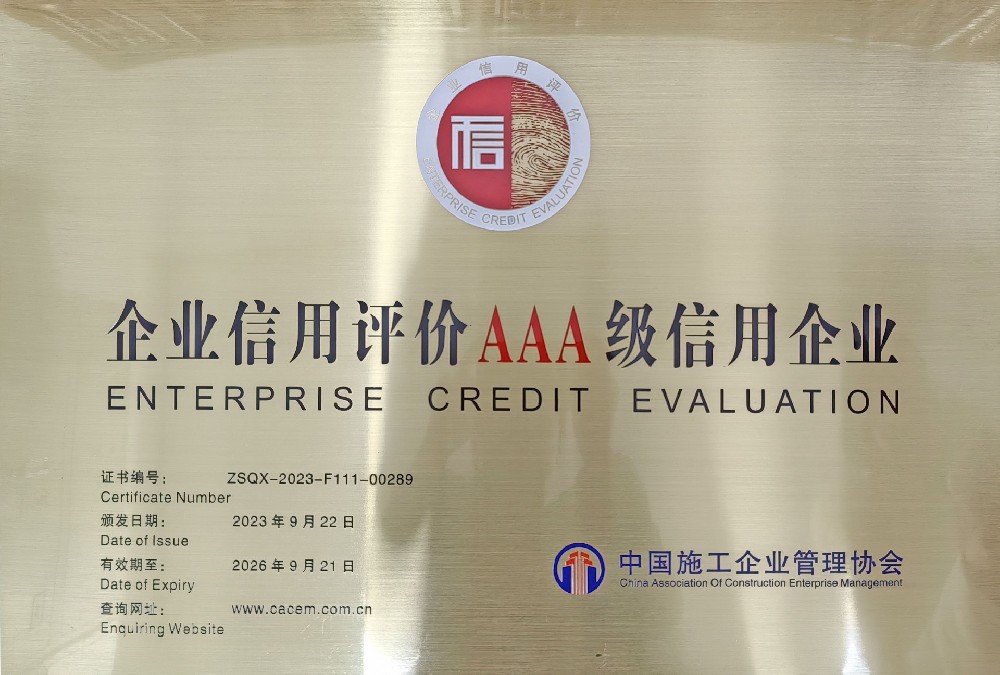 企业信用评价
信
ENTERPRISE CREDIT EVALUATION
企业信用评价AAA级信用企业
ENTERPRISE CREDIT EVALUATION
证书编号： ZSQX-2023-F111-00289
Certificate Number
颁发日期： 2023年9月22日
Date of Issue
有效期至： 2026年9月21日
Date of Expiry
查询网址： www.cacem.com.cn
Enquiring Website
中国施工企业管理协会
China Association Of Construction Enterprise Management